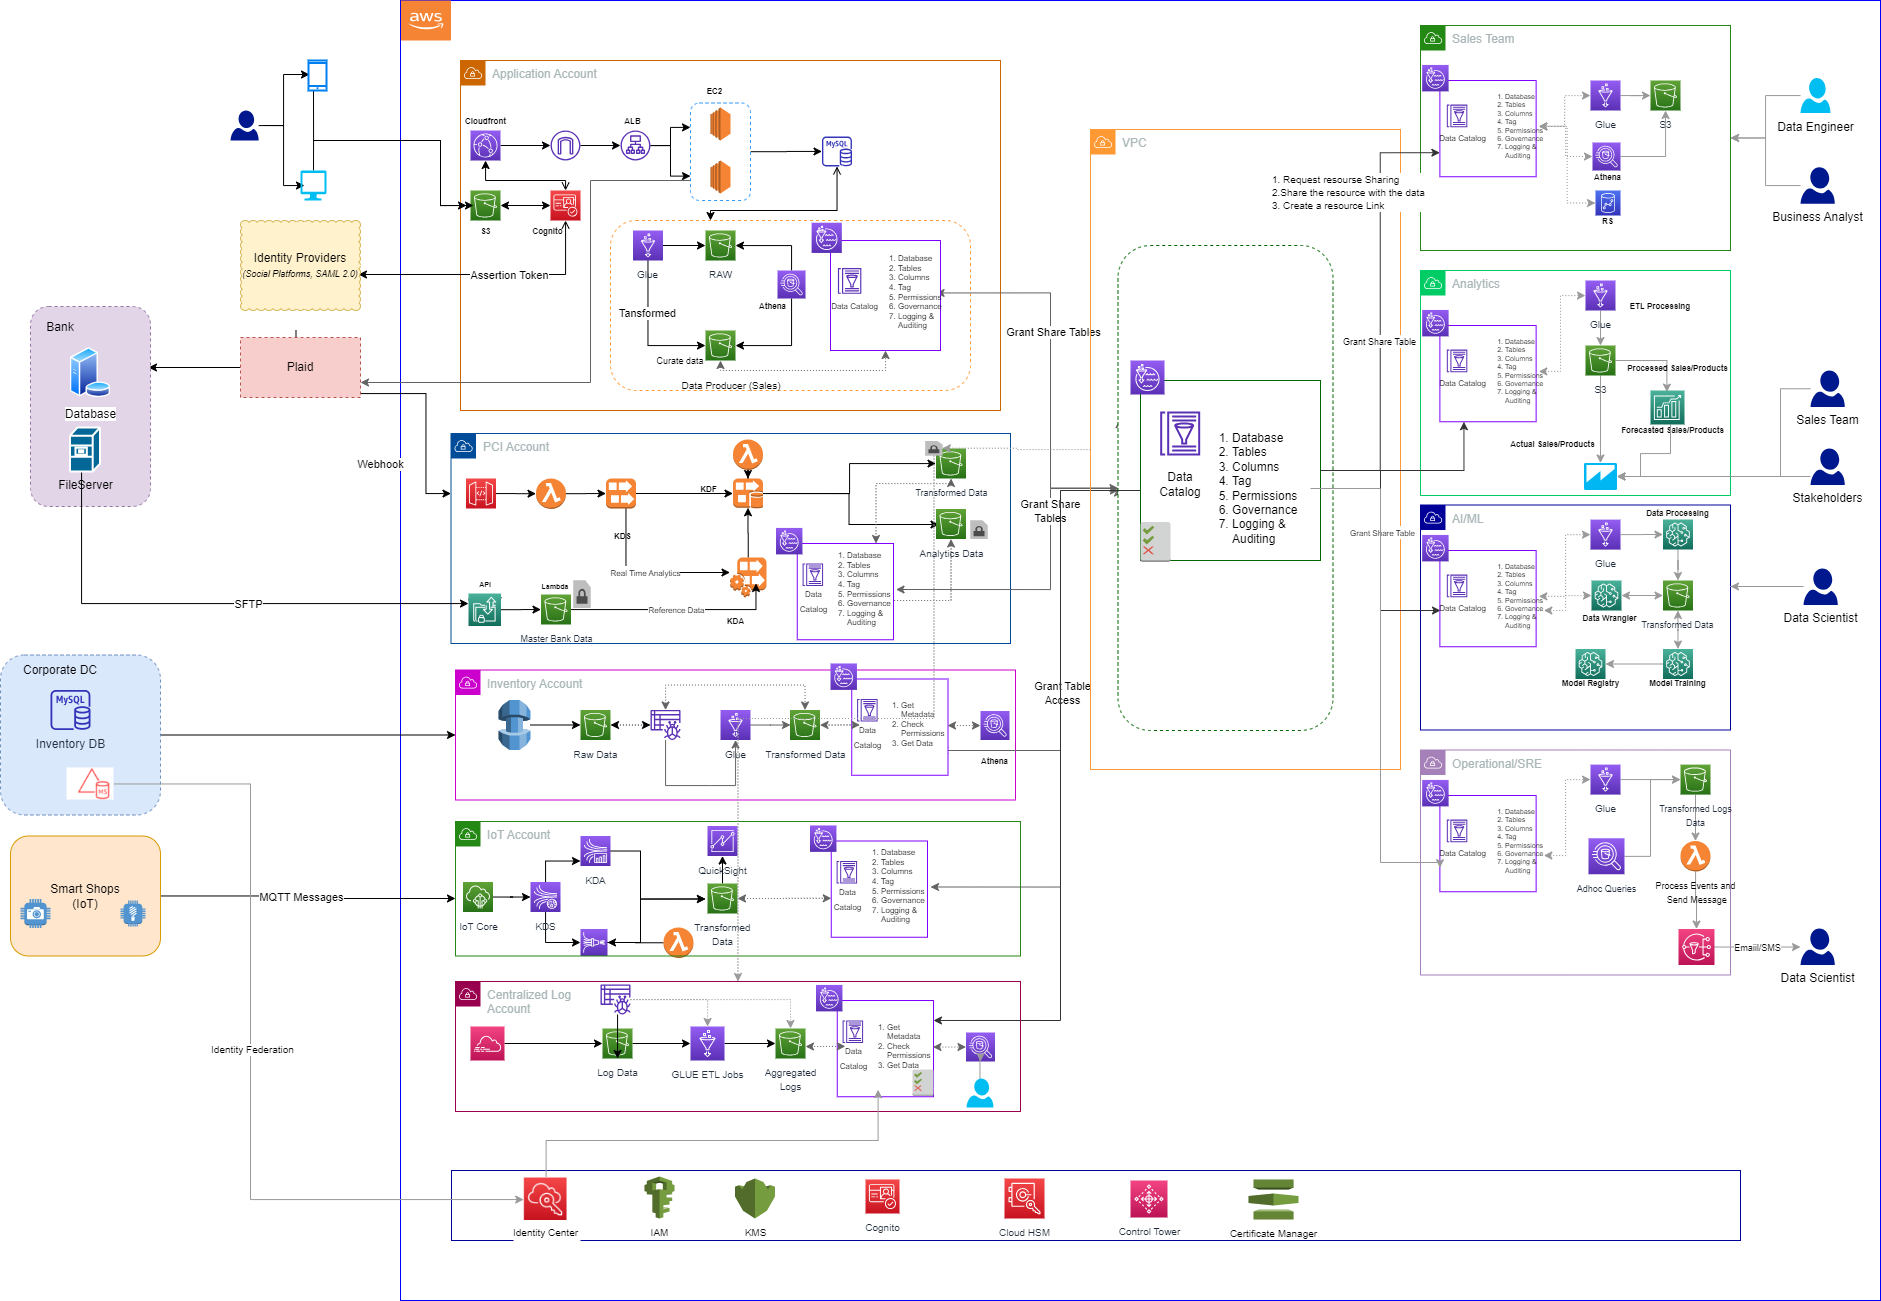 aws
Application Account
EC2
Cloudfront
ALB
MySQL
S3
Cognito
Identity Providers
(Social Platforms, SAML 2.0)
Assertion Token
Glue
RAW
Athena
Tansformed
Curate data
Data Producer (Sales)
Data Catalog
1. Database
2. Tables
3. Columns
4. Tag
5. Permissions
6. Governance
7. Logging &
Auditing
Bank
Database
FileServer
Plaid
Webhook
SFTP
PCI Account
KDF
KDS
Real Time Analytics
API
Lambda
Master Bank Data
Reference Data
KDA
Transformed Data
Analytics Data
Data
Catalog
1. Database
2. Tables
3. Columns
4. Tag
5. Permissions
6. Governance
7. Logging &
Auditing
Grant Share Tables
Grant Share
Tables
Grant Table
Access
VPC
1. Request resourse Sharing
2.Share the resource with the data
3. Create a resource Link
Data
Catalog
1. Database
2. Tables
3. Columns
4. Tag
5. Permissions
6. Governance
7. Logging &
Auditing
Grant Share Table
Grant Share Table
Corporate DC
MySQL
Inventory DB
MS
Inventory Account
Raw Data
Glue
Transformed Data
Data
Catalog
1. Get
Metadata
2. Check
Permissions
3. Get Data
Athena
Smart Shops
(IoT)
MQTT Messages
IoT Account
IoT Core
KDS
KDA
QuickSight
Transformed
Data
Data
Catalog
1. Database
2. Tables
3. Columns
4. Tag
5. Permissions
6. Governance
7. Logging &
Auditing
Centralized Log
Account
Log Data
GLUE ETL Jobs
Aggregated
Logs
Data
Catalog
1. Get
Metadata
2. Check
Permissions
3. Get Data
Identity Federation
Identity Center
IAM
KMS
Cognito
Cloud HSM
Control Tower
Certificate Manager
Sales Team
Data Catalog
1. Database
2. Tables
3. Columns
4. Tag
5. Permissions
6. Governance
7. Logging &
Auditing
Glue
S3
Athena
RS
Data Engineer
Business Analyst
Analytics
Data Catalog
1. Database
2. Tables
3. Columns
4. Tag
5. Permissions
6. Governance
7. Logging &
Auditing
ETL Processing
Glue
S3
Processed Sales/Products
Forecasted Sales/Products
Actual Sales/Products
Sales Team
Stakeholders
AI/ML
Data Catalog
1. Database
2. Tables
3. Columns
4. Tag
5. Permissions
6. Governance
7. Logging &
Auditing
Data Processing
Glue
Data Wrangler
Transformed Data
Model Registry
Model Training
Data Scientist
Operational/SRE
Data Catalog
1. Database
2. Tables
3. Columns
4. Tag
5. Permissions
6. Governance
7. Logging &
Auditing
Glue
Transformed Logs
Data
Adhoc Queries
Process Events and
Send Message
Emaiil/SMS
Data Scientist